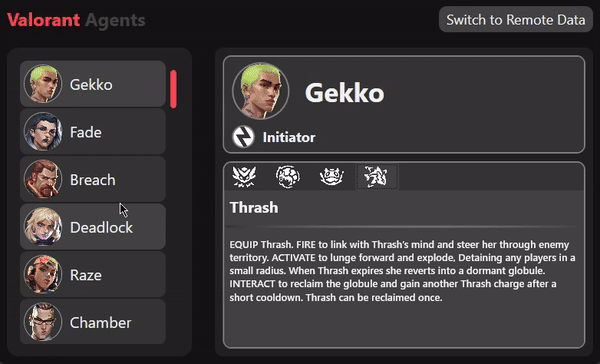 Valorant Agents
Switch to Remote Data
Gekko
Fade
Breach
Deadlock
Raze
Chamber
Gekko
Initiator
Thrash
EQUIP Thrash. FIRE to link with Thrash's mind and steer her through enemy
territory. ACTIVATE to lunge forward and explode, Detaining any players in a
small radius. When Thrash expires she reverts into a dormant globule.
INTERACT to reclaim the globule and gain another Thrash charge after a
short cooldown. Thrash can be reclaimed once.